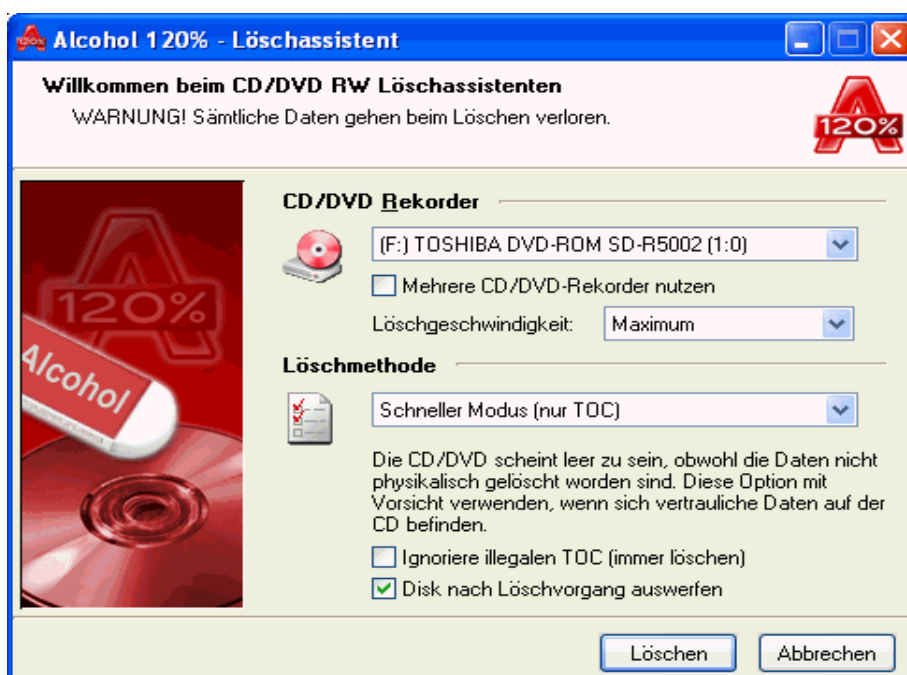 Alcohol 120% - Löschassistent
Willkommen beim CD/DVD RW Löschassistenten
WARNUNG! Sämtliche Daten gehen beim Löschen verloren.
120%
CD/DVD Rekorder
(F:) TOSHIBA DVD-ROM SD-R5002 (1:0)
Mehrere CD/DVD-Rekorder nutzen
Löschgeschwindigkeit: Maximum
120%
Alcohol
Löschmethode
Schneller Modus (nur TOC)
Die CD/DVD scheint leer zu sein, obwohl die Daten nicht
physikalisch gelöscht worden sind. Diese Option mit
Vorsicht verwenden, wenn sich vertrauliche Daten auf der
CD befinden.
Ignoriere illegalen TOC (immer löschen)
Disk nach Löschvorgang auswerfen
Löschen Abbrechen